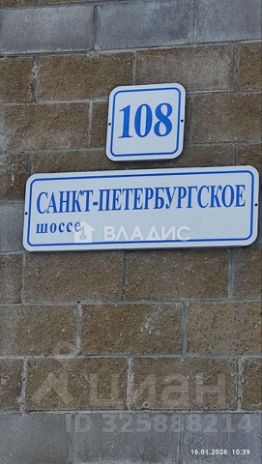 108
САНКТ-ПЕТЕРБУРГСКОЕ
шоссе
ВЛАДИС
циан
ID 325888214
16.01.2026 10:39